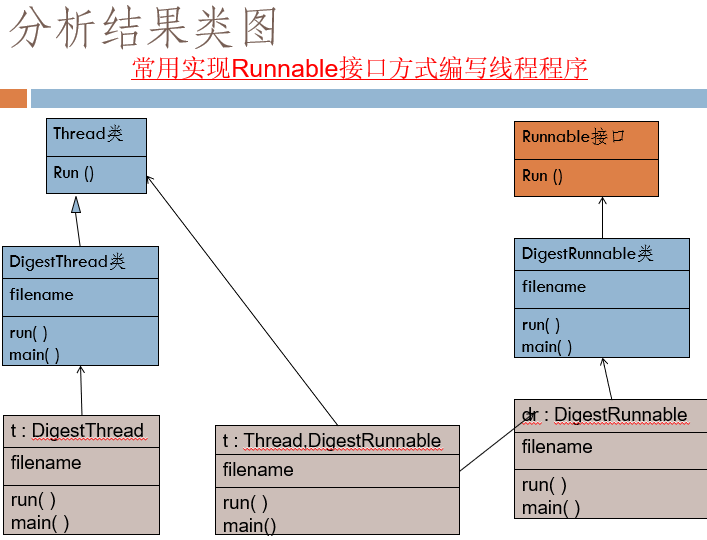 分析结果类图
常用实现Runnable接口方式编写线程程序
Thread类
Run ()
Runnable接口
Run ()
DigestThread类
filename
run( )
main( )
DigestRunnable类
filename
run( )
main( )
t : DigestThread
filename
run( )
main( )
t : Thread,DigestRunnable
filename
run( )
main()
dr : DigestRunnable
filename
run( )
main( )